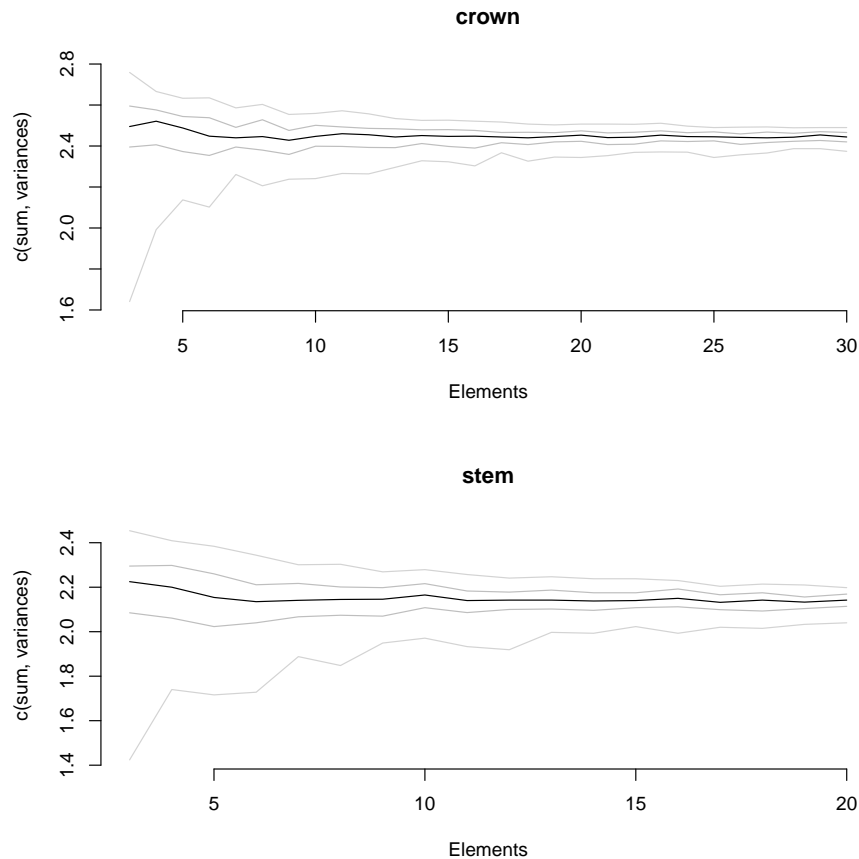 crown
c(sum, variances)
2.8
2.4
2.0
1.6
5 10 15 20 25 30
Elements
stem
c(sum, variances)
2.4
2.2
2.0
1.8
1.6
1.4
5 10 15 20
Elements